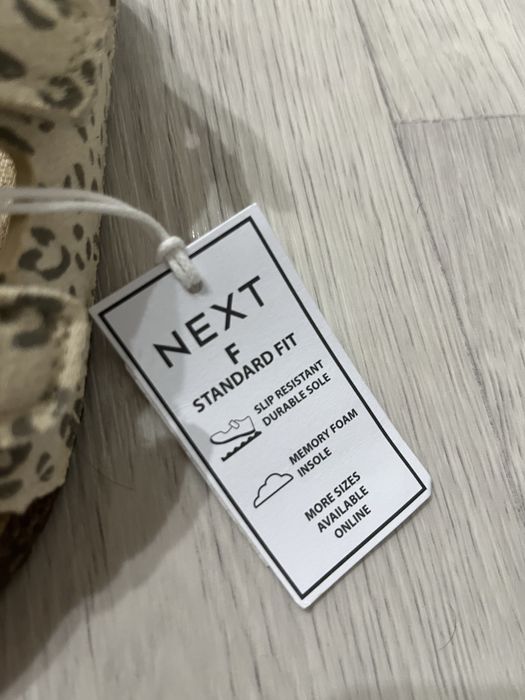 NEXT
F
STANDARD FIT
SLIP RESISTANT
DURABLE SOLE
MEMORY FOAM
INSOLE
MORE SIZES
AVAILABLE
ONLINE